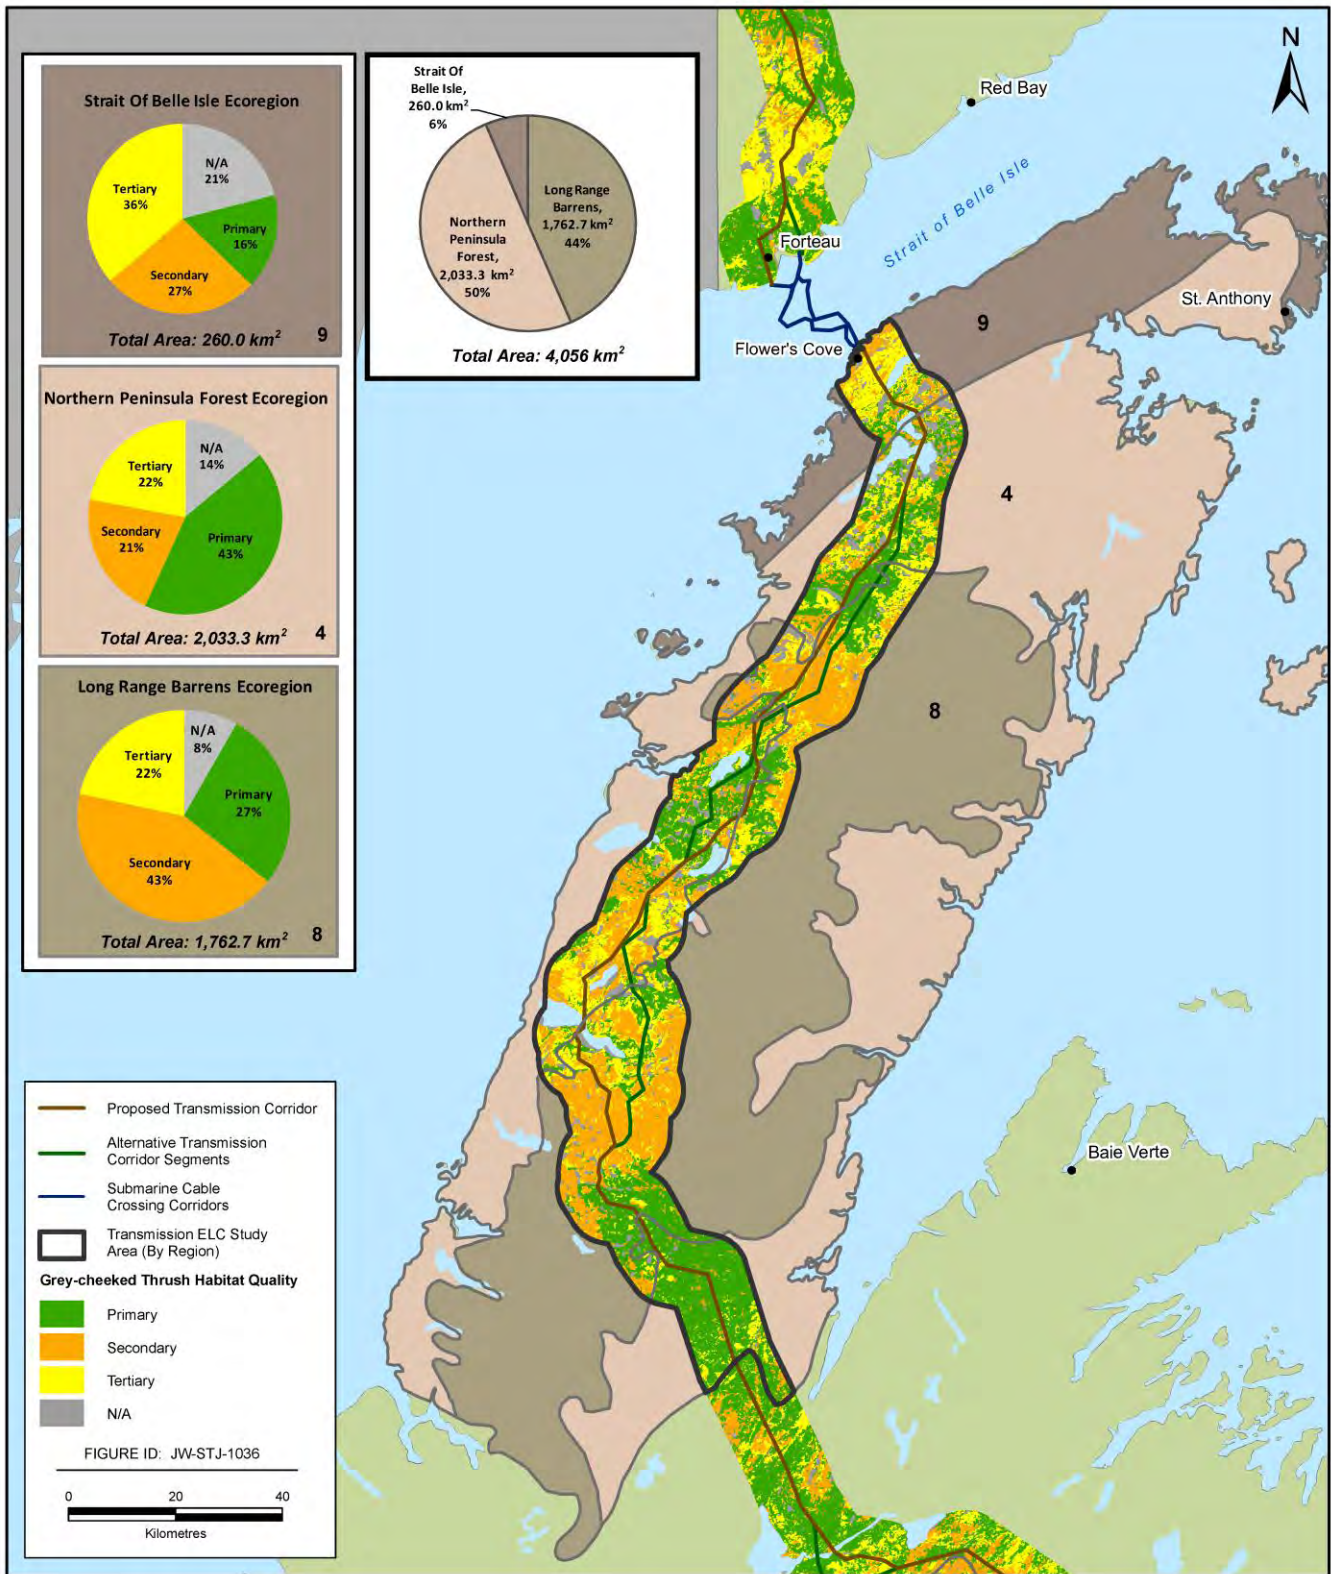 Strait Of Belle Isle Ecoregion
N/A
21%
Tertiary
36%
Primary
16%
Secondary
27%
Total Area: 260.0 km²
9
Northern Peninsula Forest Ecoregion
N/A
14%
Tertiary
22%
Secondary
21%
Primary
43%
Total Area: 2,033.3 km²
4
Long Range Barrens Ecoregion
N/A
8%
Tertiary
22%
Primary
27%
Secondary
43%
Total Area: 1,762.7 km²
8
Strait Of
Belle Isle,
260.0 km²
6%
Long Range
Barrens,
1,762.7 km²
44%
Northern
Peninsula
Forest,
2,033.3 km²
50%
Total Area: 4,056 km²
N
Red Bay
Strait of Belle Isle
Forteau
St. Anthony
Flower's Cove
9
4
8
Baie Verte
Proposed Transmission Corridor
Alternative Transmission
Corridor Segments
Submarine Cable
Crossing Corridors
Transmission ELC Study
Area (By Region)
Grey-cheeked Thrush Habitat Quality
Primary
Secondary
Tertiary
N/A
FIGURE ID: JW-STJ-1036
0 20 40
Kilometres